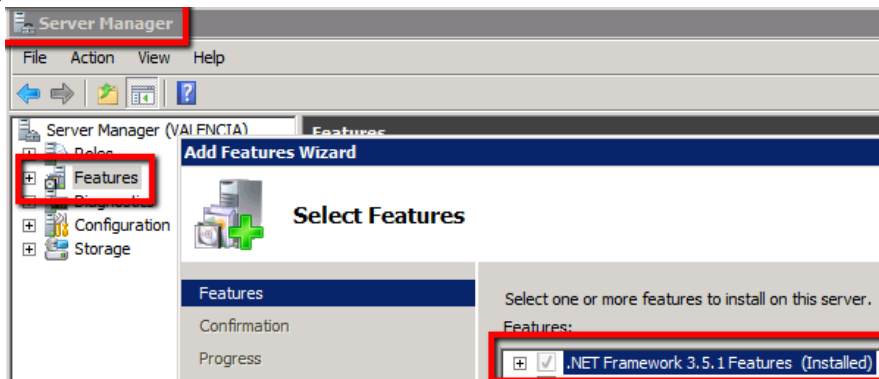 Server Manager
File Action View Help
Server Manager (VALENCIA)
Features
Roles
Add Features Wizard
Features
Diagnostics
Select Features
Configuration
Storage
Features
Select one or more features to install on this server.
Confirmation
Features:
Progress
.NET Framework 3.5.1 Features (Installed)